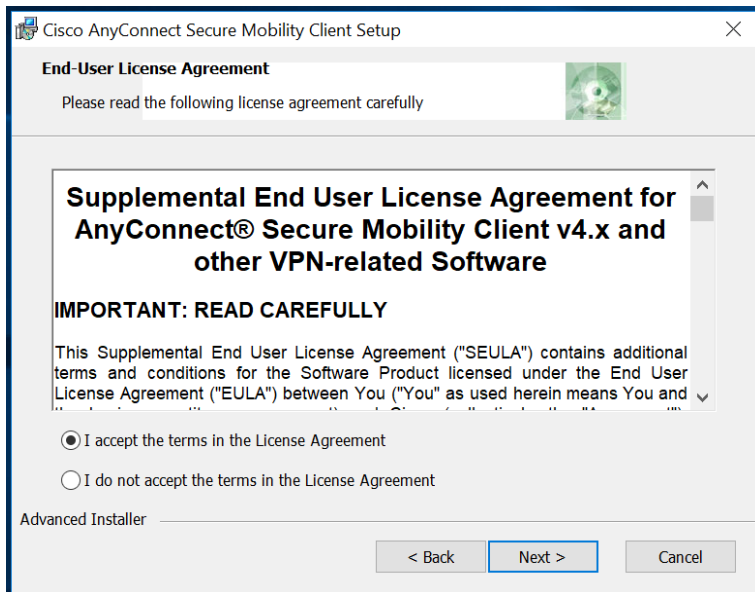 Cisco AnyConnect Secure Mobility Client Setup
End-User License Agreement
Please read the following license agreement carefully
Supplemental End User License Agreement for
AnyConnect® Secure Mobility Client v4.x and
other VPN-related Software
IMPORTANT: READ CAREFULLY
This Supplemental End User License Agreement ("SEULA") contains additional
terms and conditions for the Software Product licensed under the End User
License Agreement ("EULA") between You ("You" as used herein means You and
I accept the terms in the License Agreement
I do not accept the terms in the License Agreement
Advanced Installer
< Back
Next >
Cancel